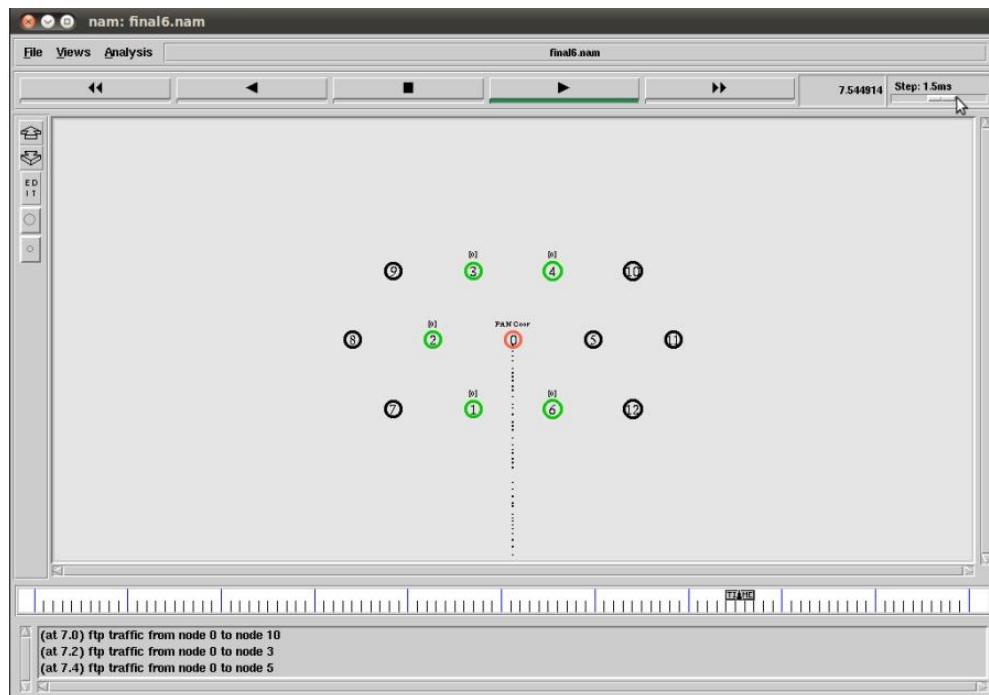 nam: final6.nam
File Views Analysis final6.nam
7.544914 Step: 1.5ms
E D
I T
[0] [0]
9 3 4 10
[0] PAN Coor
8 2 0 5 11
[0] [0]
7 1 6 12
TIME
(at 7.0) ftp traffic from node 0 to node 10
(at 7.2) ftp traffic from node 0 to node 3
(at 7.4) ftp traffic from node 0 to node 5